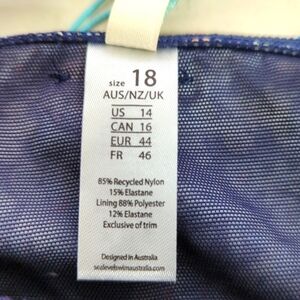 size 18
AUS/NZ/UK
US 14
CAN 16
EUR 44
FR 46
85% Recycled Nylon
15% Elastane
Lining 88% Polyester
12% Elastane
Exclusive of trim
Designed in Australia
sealevelswimaustralia.com